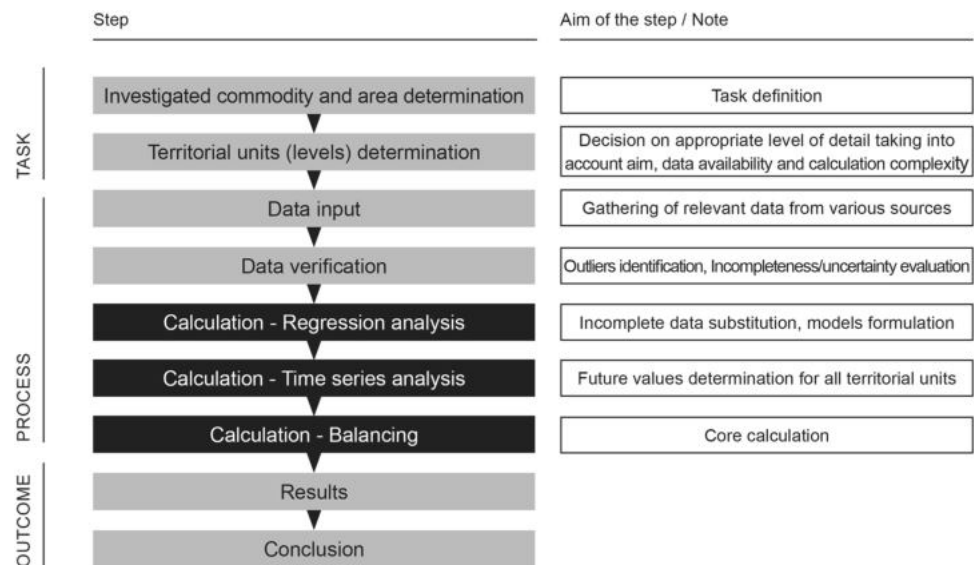 Step
Aim of the step / Note
TASK
Investigated commodity and area determination
Task definition
Territorial units (levels) determination
Decision on appropriate level of detail taking into
account aim, data availability and calculation complexity
PROCESS
Data input
Gathering of relevant data from various sources
Data verification
Outliers identification, Incompleteness/uncertainty evaluation
Calculation - Regression analysis
Incomplete data substitution, models formulation
Calculation - Time series analysis
Future values determination for all territorial units
Calculation - Balancing
Core calculation
OUTCOME
Results
Conclusion